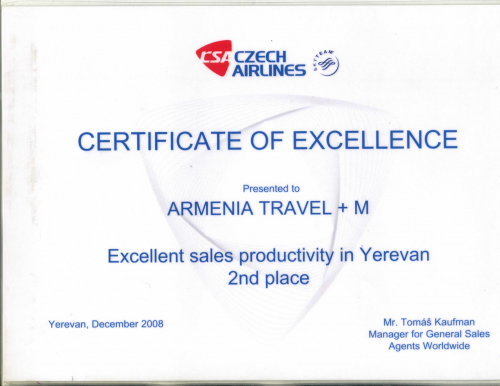 CSA CZECH
AIRLINES
SKYTEAM
CERTIFICATE OF EXCELLENCE
Presented to
ARMENIA TRAVEL + M
Excellent sales productivity in Yerevan
2nd place
Yerevan, December 2008
Mr. Tomáš Kaufman
Manager for General Sales
Agents Worldwide